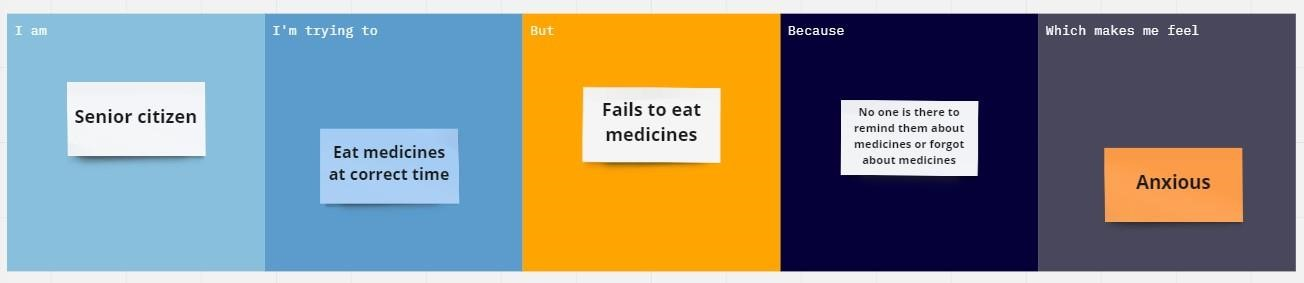 I am
Senior citizen
I'm trying to
Eat medicines
at correct time
But
Fails to eat
medicines
Because
No one is there to
remind them about
medicines or forgot
about medicines
Which makes me feel
Anxious